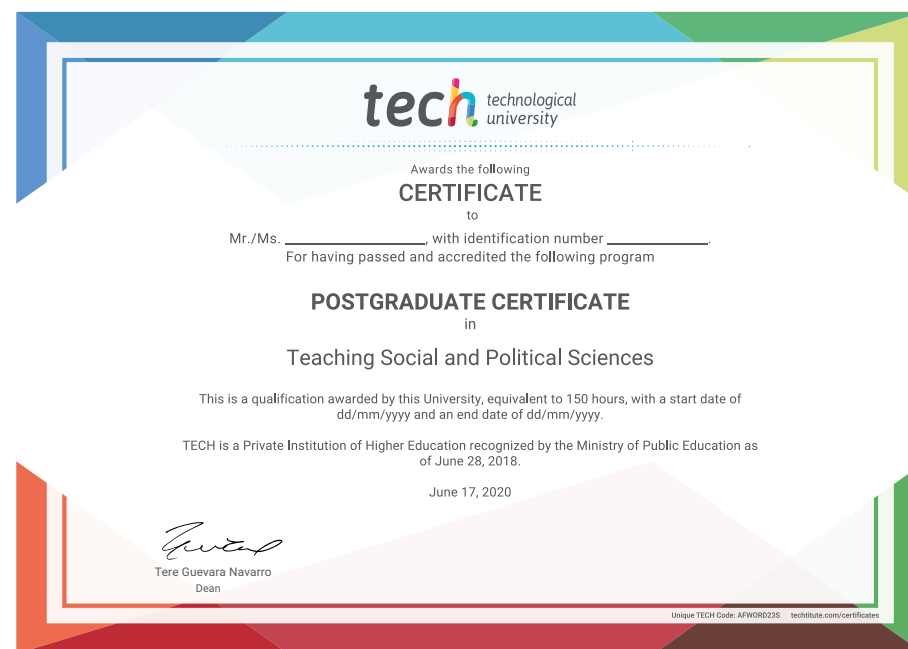 tech technological
university
Awards the following
CERTIFICATE
to
Mr./Ms. ____________________, with identification number ______________.
For having passed and accredited the following program
POSTGRADUATE CERTIFICATE
in
Teaching Social and Political Sciences
This is a qualification awarded by this University, equivalent to 150 hours, with a start date of
dd/mm/yyyy and an end date of dd/mm/yyyy.
TECH is a Private Institution of Higher Education recognized by the Ministry of Public Education as
of June 28, 2018.
June 17, 2020
Tere Guevara Navarro
Dean
Unique TECH Code: AFWORD23S techtitute.com/certificates